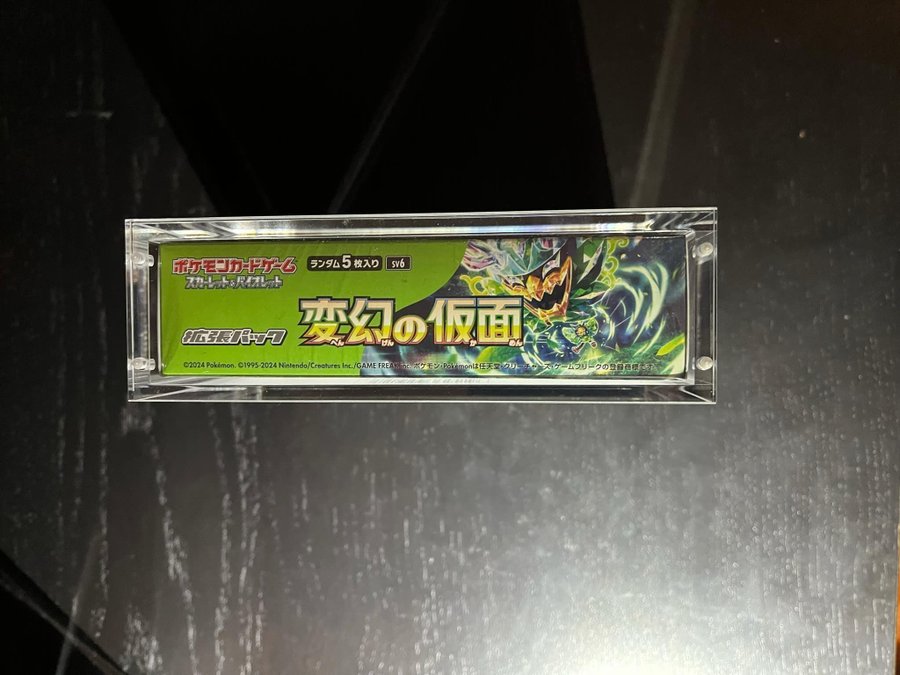 ポケモンカードゲーム
スカーレット&バイオレット
ランダム5枚入り
SV6
拡張パック
変幻の仮面
へん げん か めん
©2024 Pokémon. ©1995-2024 Nintendo/Creatures Inc./GAME FREAK inc. ポケモン・Pokémonは任天堂・クリーチャーズ・ゲームフリークの登録商標です。